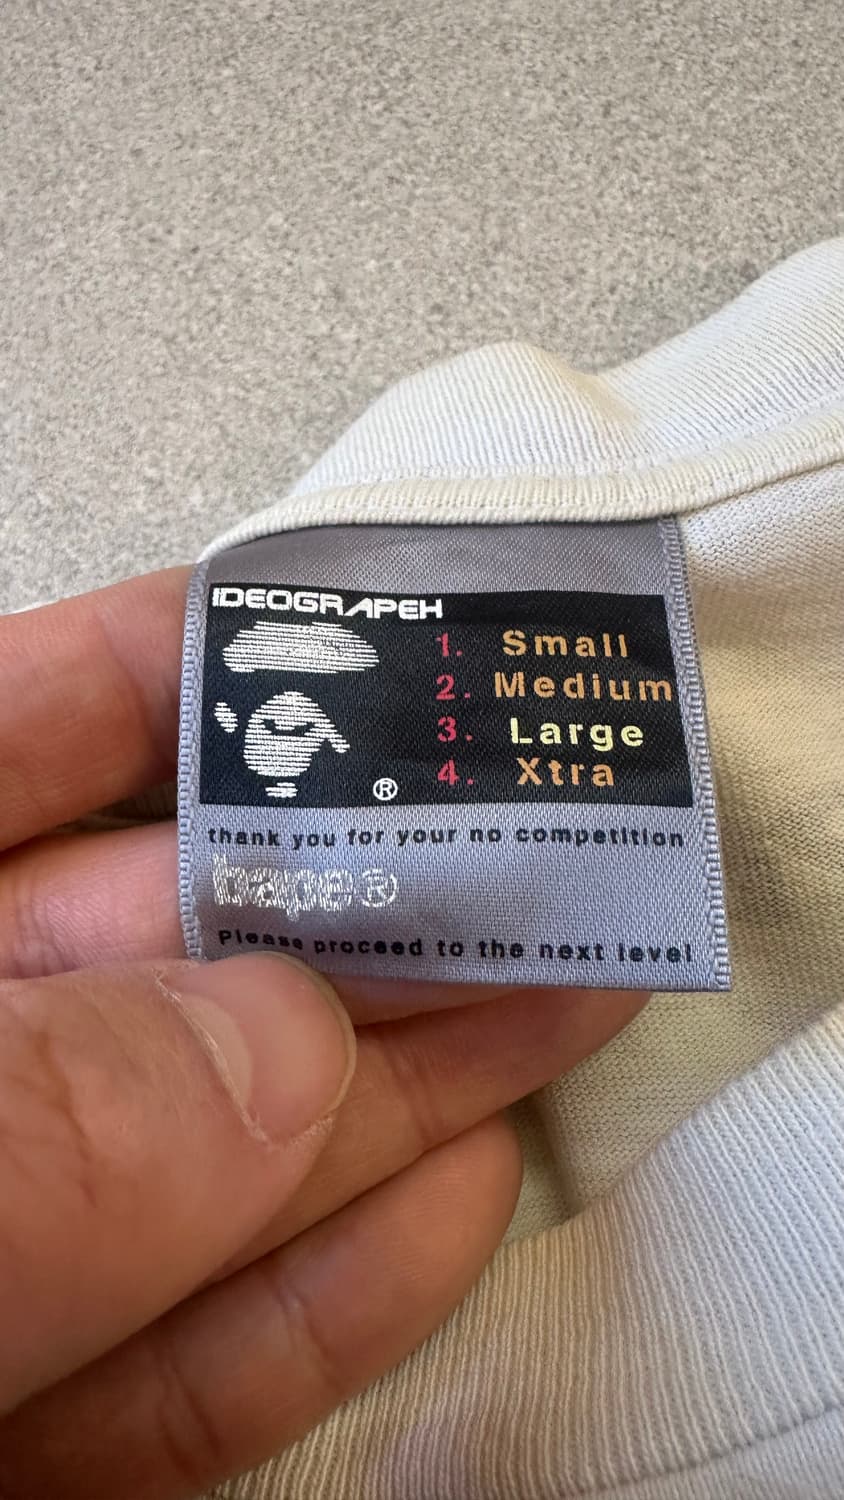 IDEOGRAPEH
1. Small
2. Medium
3. Large
4. Xtra
®
thank you for your no competition
bape®
Please proceed to the next level